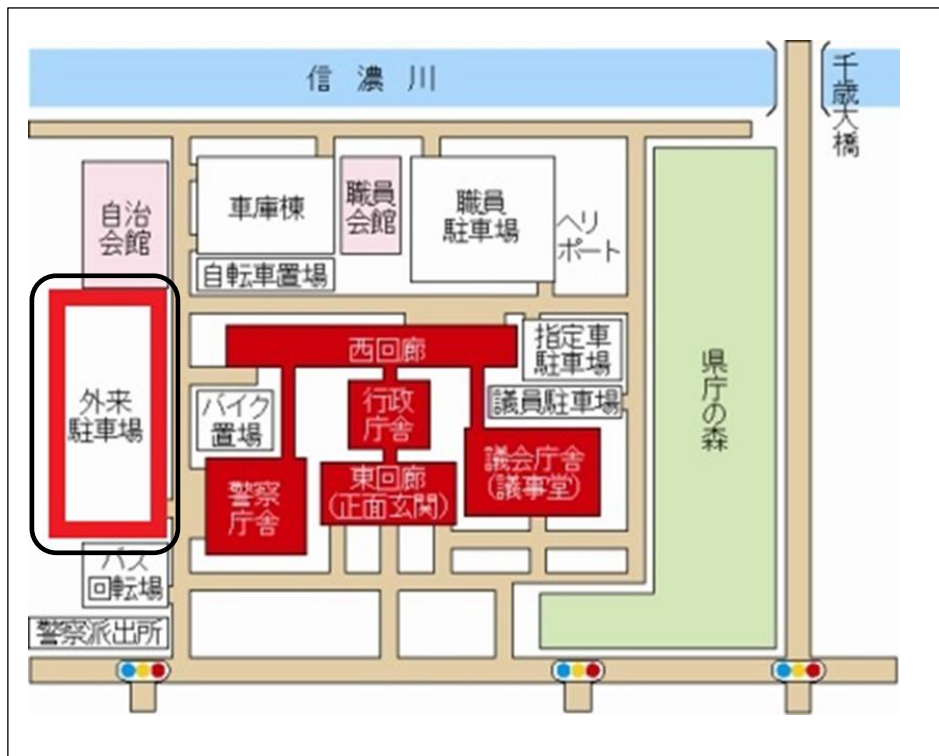 信濃川
千歳大橋
自治
会館
車庫棟
職員
会館
職員
駐車場
ヘリ
ポート
自転車置場
西回廊
指定車
駐車場
外来
駐車場
バイク
置場
行政
庁舎
議員駐車場
県庁の森
警察
庁舎
東回廊
(正面玄関)
議会庁舎
(議事堂)
バス
回転場
警察派出所